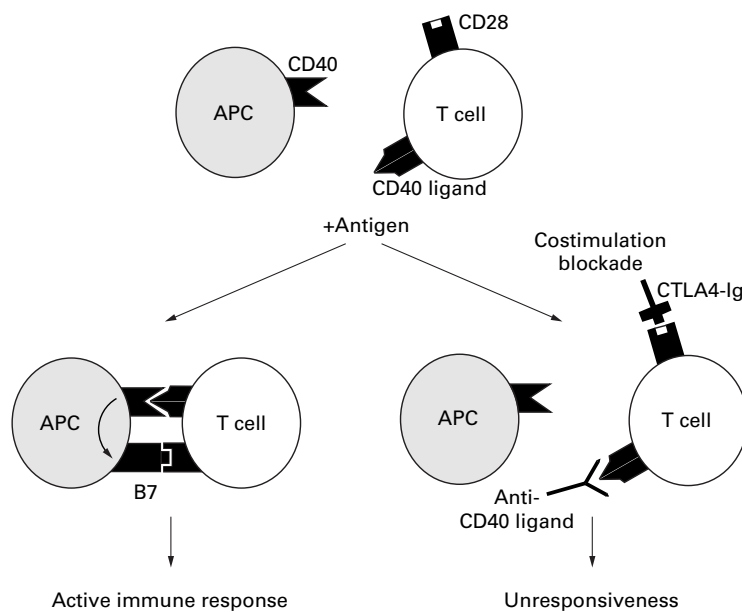 CD28
CD40
APC
T cell
CD40 ligand
+Antigen
Costimulation
blockade
CTLA4-Ig
APC
T cell
APC
T cell
B7
Anti-
CD40 ligand
Active immune response
Unresponsiveness